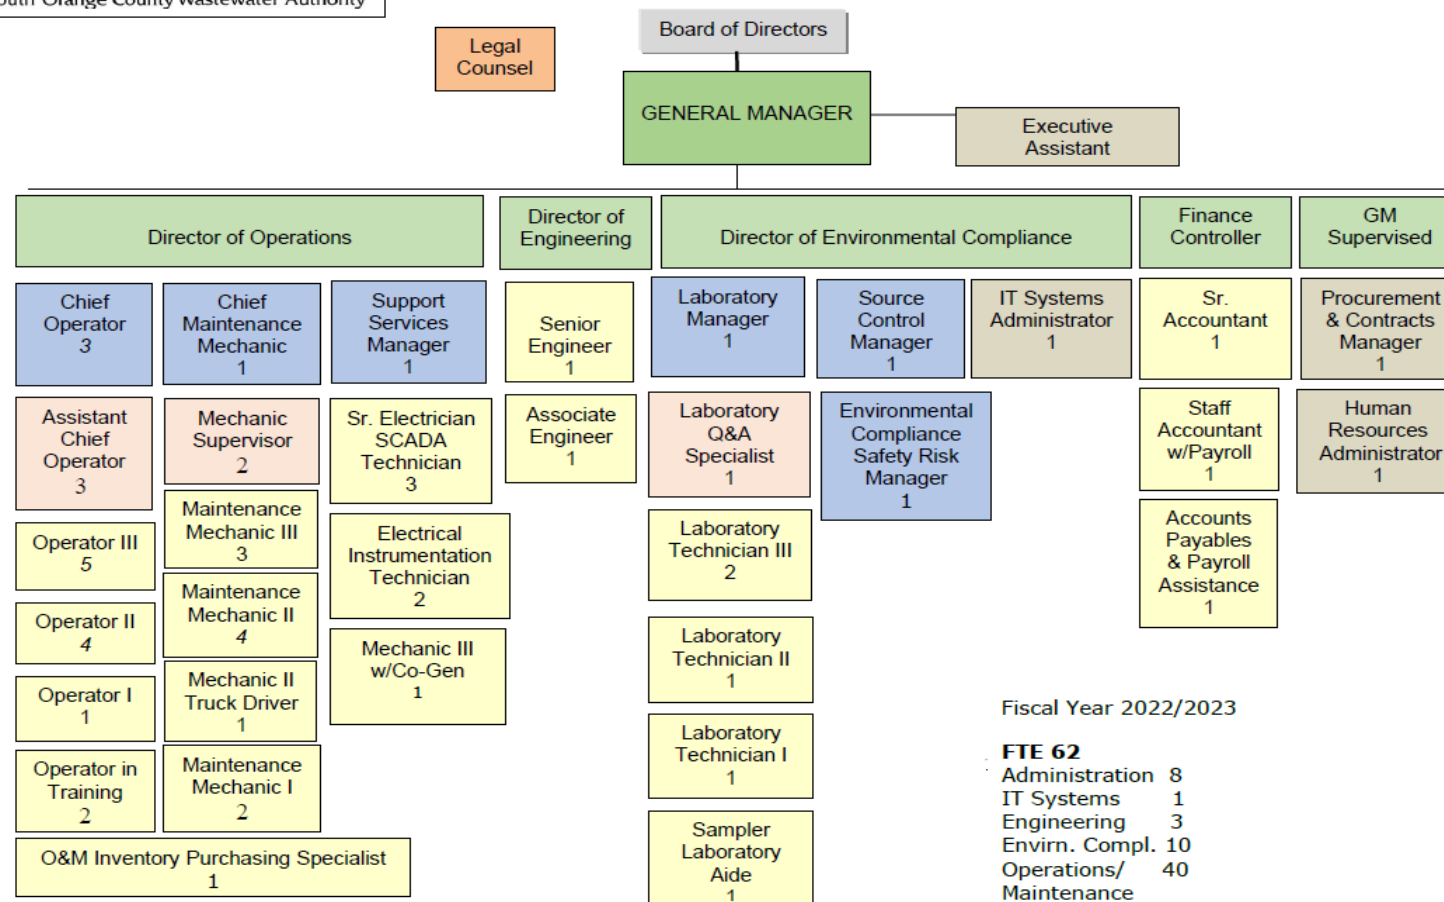 South Orange County Wastewater Authority
Board of Directors
Legal
Counsel
GENERAL MANAGER
Executive
Assistant
Director of Operations
Director of
Engineering
Director of Environmental Compliance
Finance
Controller
GM
Supervised
Chief
Operator
3
Chief
Maintenance
Mechanic
1
Support
Services
Manager
1
Senior
Engineer
1
Laboratory
Manager
1
Source
Control
Manager
1
IT Systems
Administrator
1
Sr.
Accountant
1
Procurement
& Contracts
Manager
1
Assistant
Chief
Operator
3
Mechanic
Supervisor
2
Sr. Electrician
SCADA
Technician
3
Associate
Engineer
1
Laboratory
Q&A
Specialist
1
Environmental
Compliance
Safety Risk
Manager
1
Staff
Accountant
w/Payroll
1
Human
Resources
Administrator
1
Operator III
5
Maintenance
Mechanic III
3
Electrical
Instrumentation
Technician
2
Laboratory
Technician III
2
Accounts
Payables
& Payroll
Assistance
1
Operator II
4
Maintenance
Mechanic II
4
Mechanic III
w/Co-Gen
1
Laboratory
Technician II
1
Operator I
1
Mechanic II
Truck Driver
1
Laboratory
Technician I
1
Operator in
Training
2
Maintenance
Mechanic I
2
Sampler
Laboratory
Aide
1
O&M Inventory Purchasing Specialist
1
Fiscal Year 2022/2023
FTE 62
Administration 8
IT Systems 1
Engineering 3
Envirn. Compl. 10
Operations/ 40
Maintenance